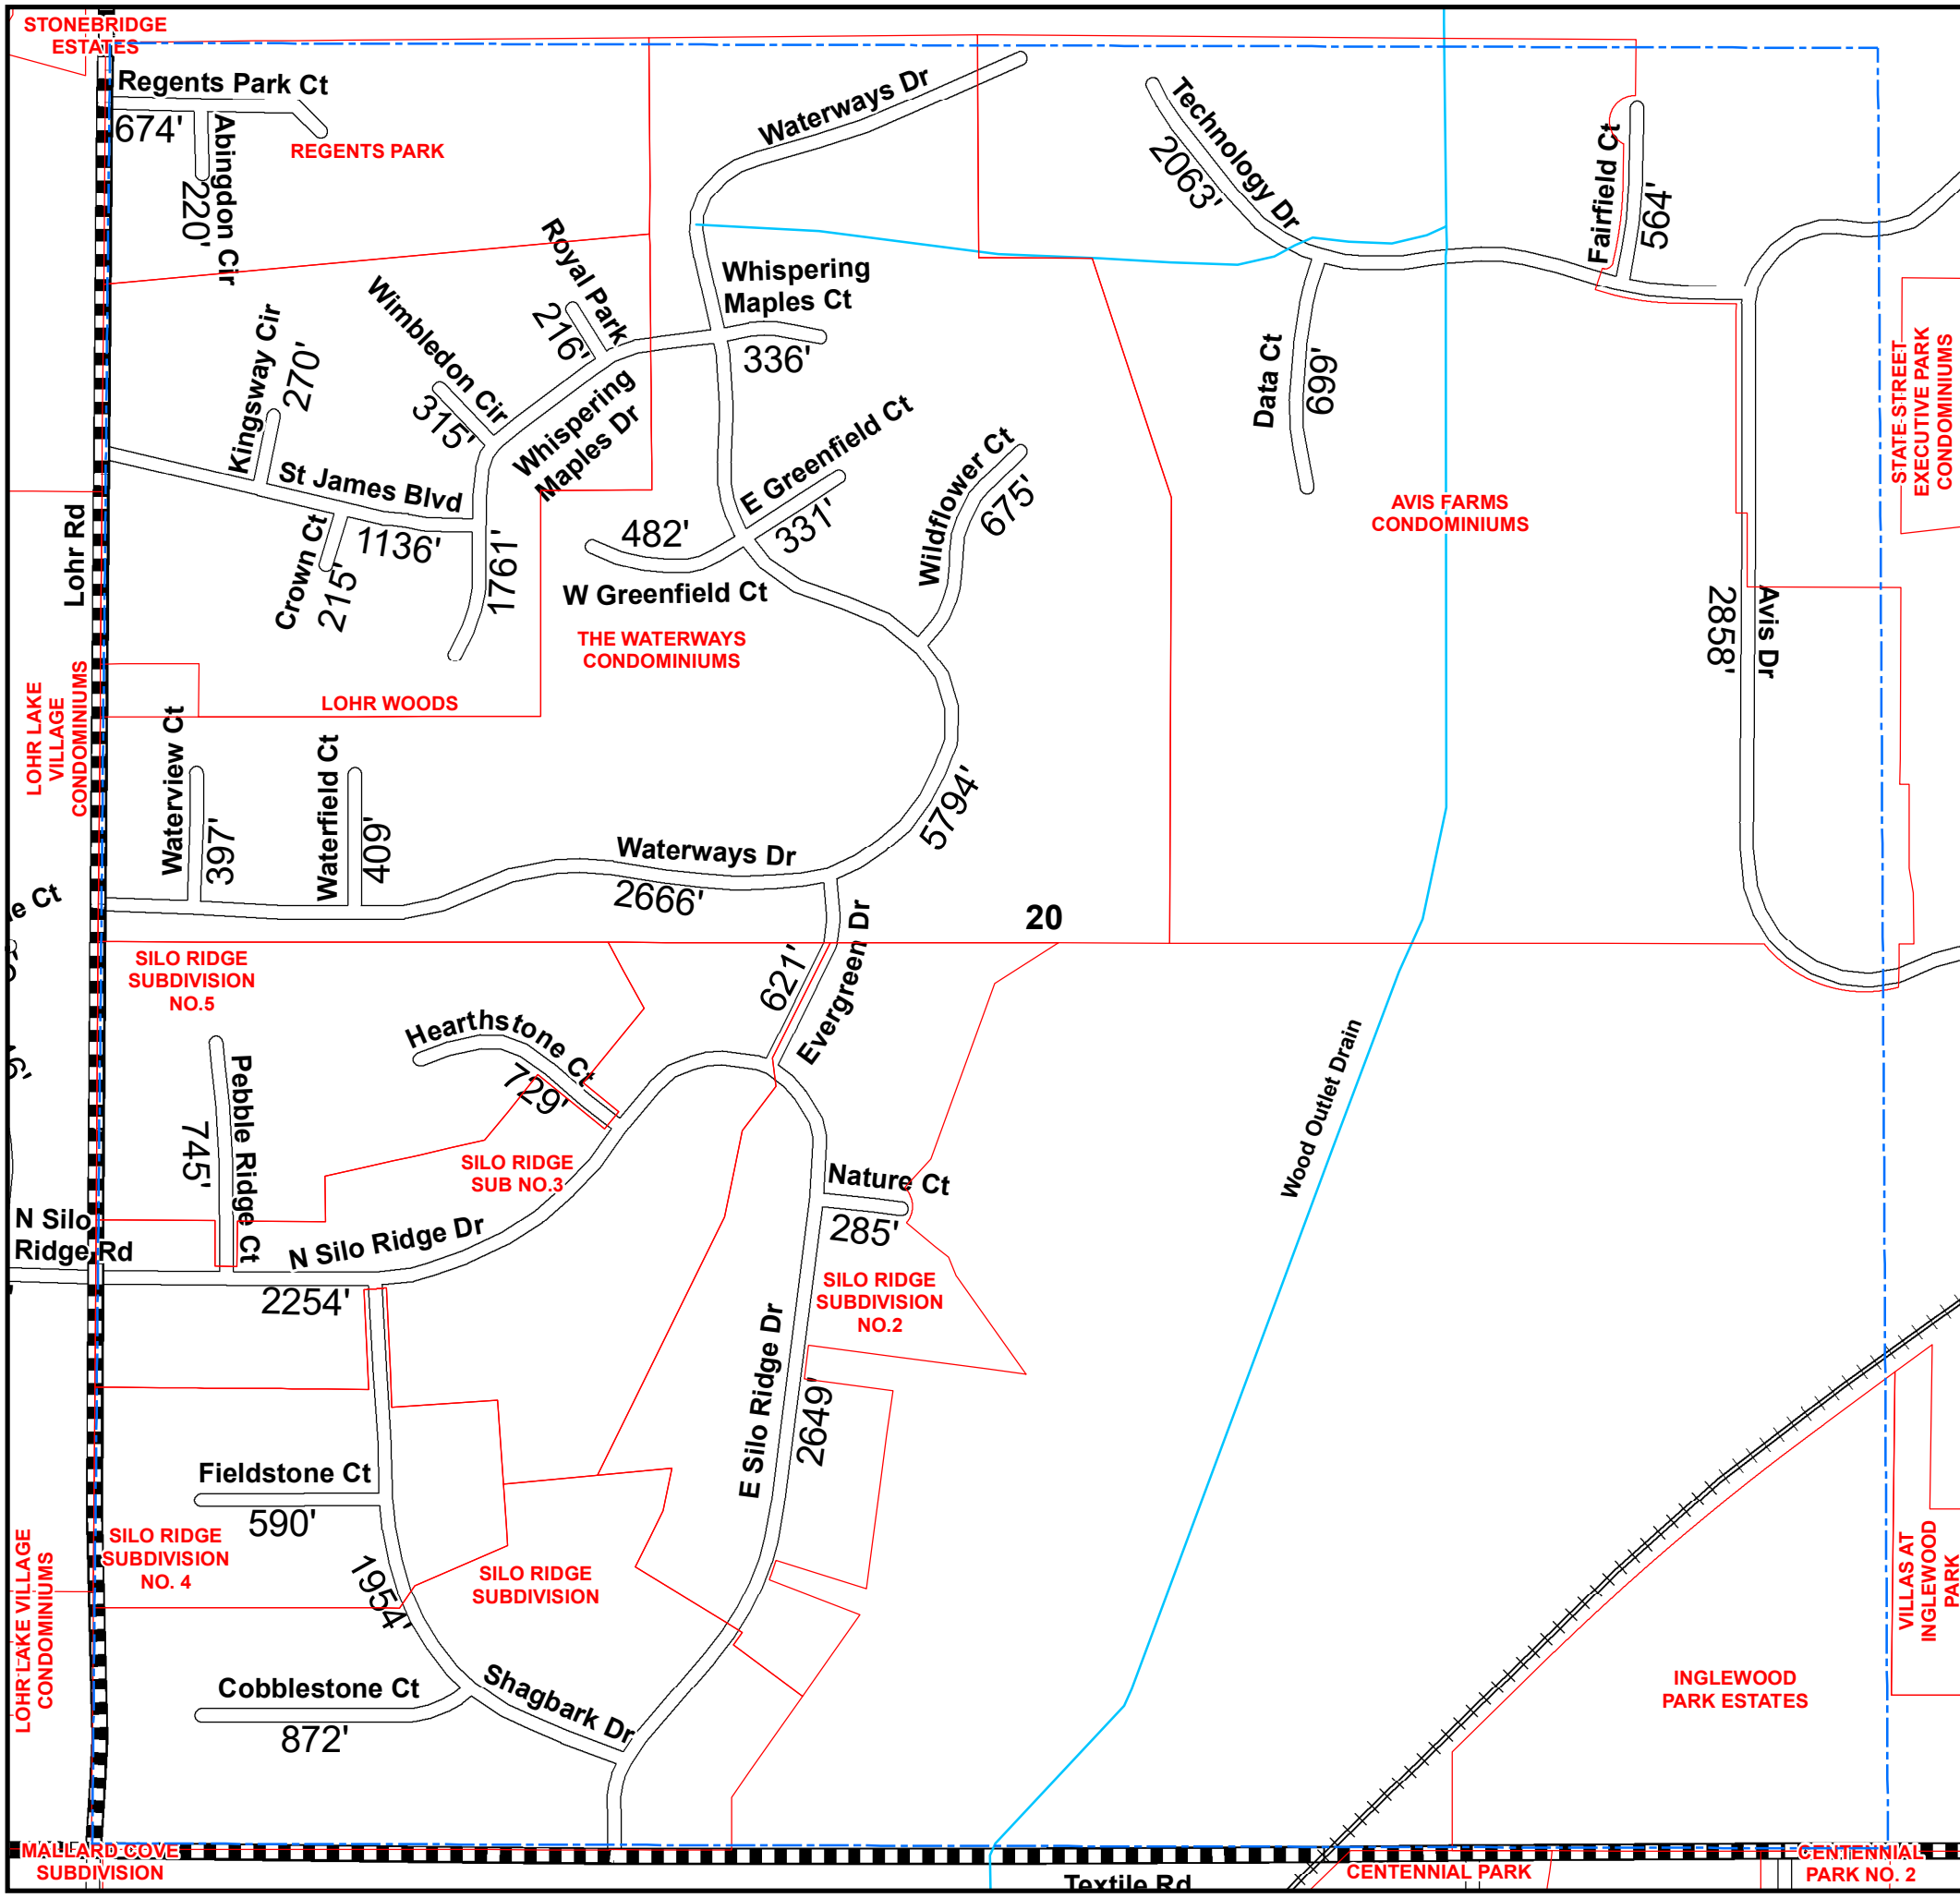 STONEBRIDGE
ESTATES
Regents Park Ct
674'
Abingdon Cir
220'
REGENTS PARK
Waterways Dr
Technology Dr
2063'
Fairfield Ct
564'
Royal Park
216'
Whispering
Maples Ct
336'
Wimbledon Cir
315'
Kingsway Cir
270'
Whispering
Maples Dr
Data Ct
699'
STATE STREET
EXECUTIVE PARK
CONDOMINIUMS
St James Blvd
1136'
Crown Ct
215'
1761'
E Greenfield Ct
331'
482'
W Greenfield Ct
Wildflower Ct
675'
AVIS FARMS
CONDOMINIUMS
Lohr Rd
THE WATERWAYS
CONDOMINIUMS
2858'
Avis Dr
LOHR LAKE
VILLAGE
CONDOMINIUMS
LOHR WOODS
Waterview Ct
397'
Waterfield Ct
409'
5794'
Waterways Dr
2666'
Ct
20
SILO RIDGE
SUBDIVISION
NO.5
621'
Evergreen Dr
Hearthstone Ct
729'
Wood Outlet Drain
Pebble Ridge Ct
745'
SILO RIDGE
SUB NO.3
Nature Ct
285'
N Silo
Ridge Rd
N Silo Ridge Dr
2254'
SILO RIDGE
SUBDIVISION
NO.2
E Silo Ridge Dr
2649'
Fieldstone Ct
590'
SILO RIDGE
SUBDIVISION
NO. 4
1954'
SILO RIDGE
SUBDIVISION
LOHR LAKE VILLAGE
CONDOMINIUMS
VILLAS AT
INGLEWOOD
PARK
Cobblestone Ct
872'
Shagbark Dr
INGLEWOOD
PARK ESTATES
MALLARD COVE
SUBDIVISION
Textile Rd
CENTENNIAL PARK
CENTENNIAL
PARK NO. 2